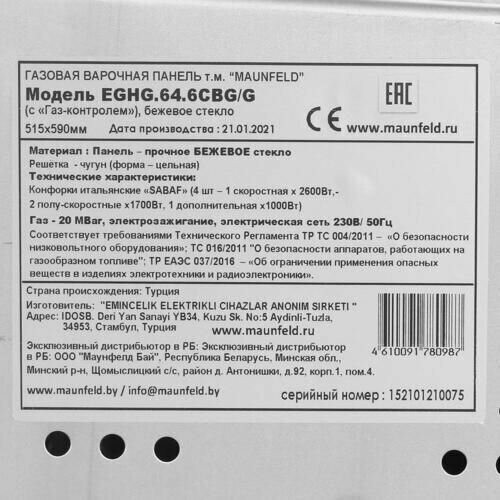 ГАЗОВАЯ ВАРОЧНАЯ ПАНЕЛЬ т.м. "MAUNFELD"
Модель EGHG.64.6CBG/G
(с «Газ-контролем»), бежевое стекло
515x590мм Дата производства : 21.01.2021
EAC
CE
www.maunfeld.ru
Материал : Панель - прочное БЕЖЕВОЕ стекло
Решётка - чугун (форма – цельная)
Технические характеристики:
Конфорки итальянские «SABAF» (4 шт – 1 скоростная х 2600Вт,-
2 полу-скоростные х1700Вт, 1 дополнительная х1000Вт)
Газ - 20 МВаг, электрозажигание, электрическая сеть 230В/ 50Гц
Соответствует требованиями Технического Регламента ТР ТС 004/2011 – «О безопасности
низковольтного оборудования»; ТС 016/2011 "О безопасности аппаратов, работающих на
газообразном топливе"; ТР ЕАЭС 037/2016 – «Об ограничении применения опасных
веществ в изделиях электротехники и радиоэлектроники».
Страна происхождения: Турция
Изготовитель: "EMINCELIK ELEKTRIKLI CIHAZLAR ANONIM SIRKETI "
Адрес: IDOSB. Deri Yan Sanayi YB34, Kuzu Sk. No:5 Aydinli-Tuzla,
34953, Стамбул, Турция www.maunfeld.ru
Эксклюзивный дистрибьютор в РБ: Эксклюзивный дистрибьютор
в РБ: ООО "Маунфелд Бай", Республика Беларусь, Минская обл.,
Минский р-н, Щомыслицкий с/с, район д. Антонишки, д.92, корп.1, пом.4.
4 610091 780987
www.maunfeld.by / info@maunfeld.by серийный номер : 152101210075